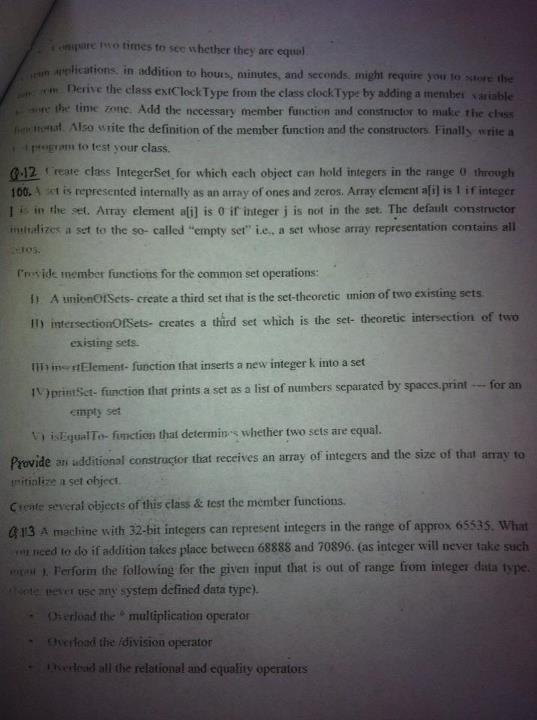 two times to see whether they are equal
applications, in addition to hours, minutes, and seconds, might require you to store the
Derive the class extClockType from the class clockType by adding a member variable
the time zone. Add the necessary member function and constructor to make the class
Also write the definition of the member function and the constructors. Finally write a
program to test your class.
Q.12 Create class IntegerSet for which each object can hold integers in the range 0 through
100. A set is represented internally as an array of ones and zeros. Array element a[i] is 1 if integer
I is in the set. Array element a[j] is 0 if integer j is not in the set. The default constructor
initializes a set to the so- called "empty set" i.e., a set whose array representation contains all
zeros.
Provide member functions for the common set operations:
I) A unionOfSets- create a third set that is the set-theoretic union of two existing sets.
II) intersectionOfSets- creates a third set which is the set- theoretic intersection of two
existing sets.
III) insertElement- function that inserts a new integer k into a set
IV)printSet- function that prints a set as a list of numbers separated by spaces.print --- for an
empty set
V) isEqualTo- function that determines whether two sets are equal.
Provide an additional constructor that receives an array of integers and the size of that array to
initialize a set object.
Create several objects of this class & test the member functions.
Q.13 A machine with 32-bit integers can represent integers in the range of approx 65535. What
you need to do if addition takes place between 68888 and 70896. (as integer will never take such
input ). Perform the following for the given input that is out of range from integer data type.
(Note: never use any system defined data type).
- Overload the * multiplication operator
- Overload the /division operator
- Overload all the relational and equality operators